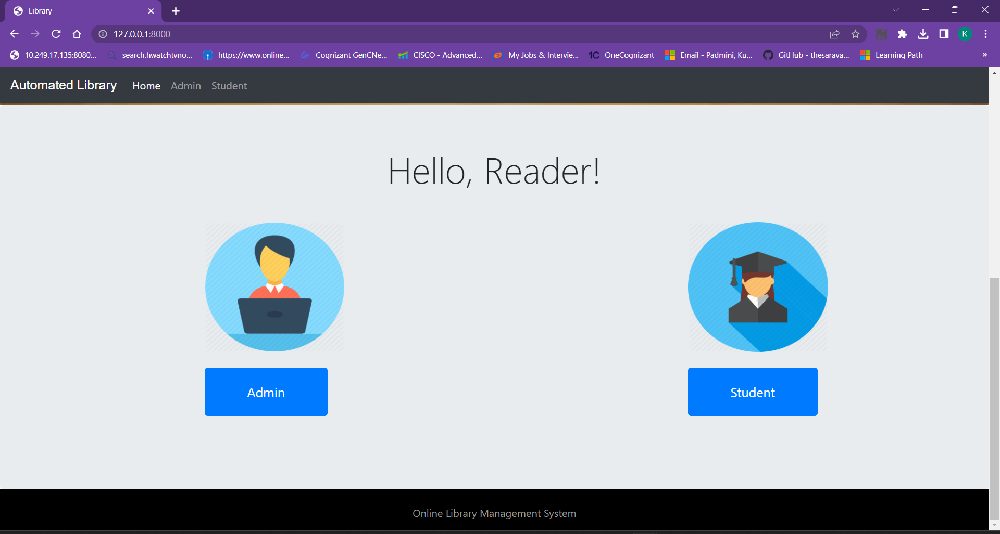 Library
127.0.0.1:8000
10.249.17.135:8080... search.hwatchtvno... https://www.online... Cognizant GenCNe... CISCO - Advanced... My Jobs & Intervie... 1C OneCognizant Email - Padmini, Ku... GitHub - thesarava... Learning Path »
K
Automated Library Home Admin Student
Hello, Reader!
Admin Student
Online Library Management System